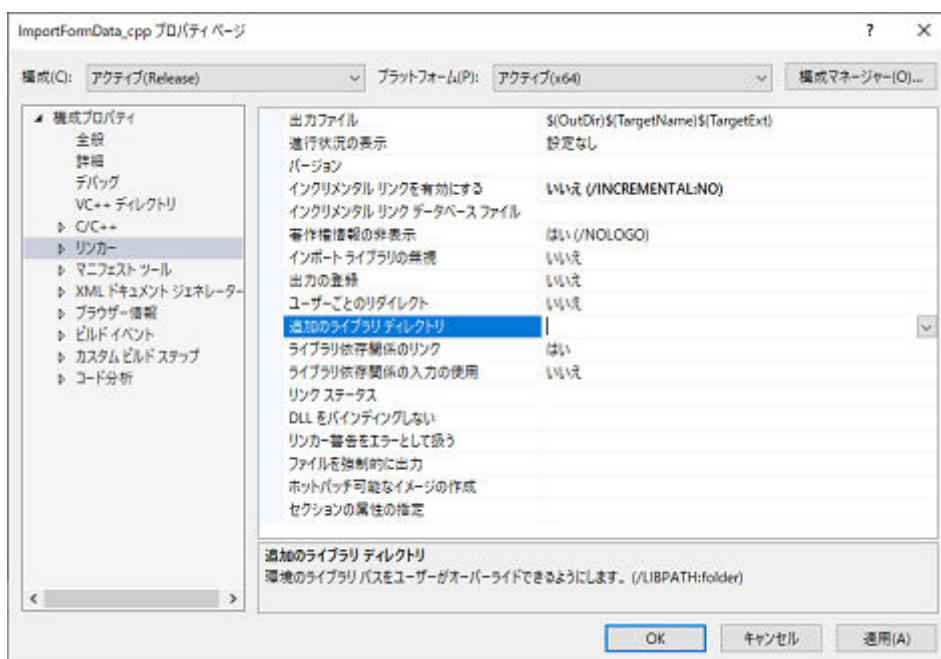 ImportFormData_cpp プロパティ ページ
? ×
構成(C): アクティブ(Release) プラットフォーム(P): アクティブ(x64) 構成マネージャー(O)...
構成プロパティ
全般
詳細
デバッグ
VC++ ディレクトリ
C/C++
リンカー
マニフェスト ツール
XML ドキュメント ジェネレーター
ブラウザー情報
ビルド イベント
カスタム ビルド ステップ
コード分析
出力ファイル $(OutDir)$(TargetName)$(TargetExt)
進行状況の表示 設定なし
バージョン
インクリメンタル リンクを有効にする いいえ (/INCREMENTAL:NO)
インクリメンタル リンク データベース ファイル
著作権情報の非表示 はい (/NOLOGO)
インポート ライブラリの無視 いいえ
出力の登録 いいえ
ユーザーごとのリダイレクト いいえ
追加のライブラリ ディレクトリ
ライブラリ依存関係のリンク はい
ライブラリ依存関係の入力の使用 いいえ
リンク ステータス
DLL をバインディングしない
リンカー警告をエラーとして扱う
ファイルを強制的に出力
ホットパッチ可能なイメージの作成
セクションの属性の指定
追加のライブラリ ディレクトリ
環境のライブラリ パスをユーザーがオーバーライドできるようにします。(/LIBPATH:folder)
OK キャンセル 適用(A)